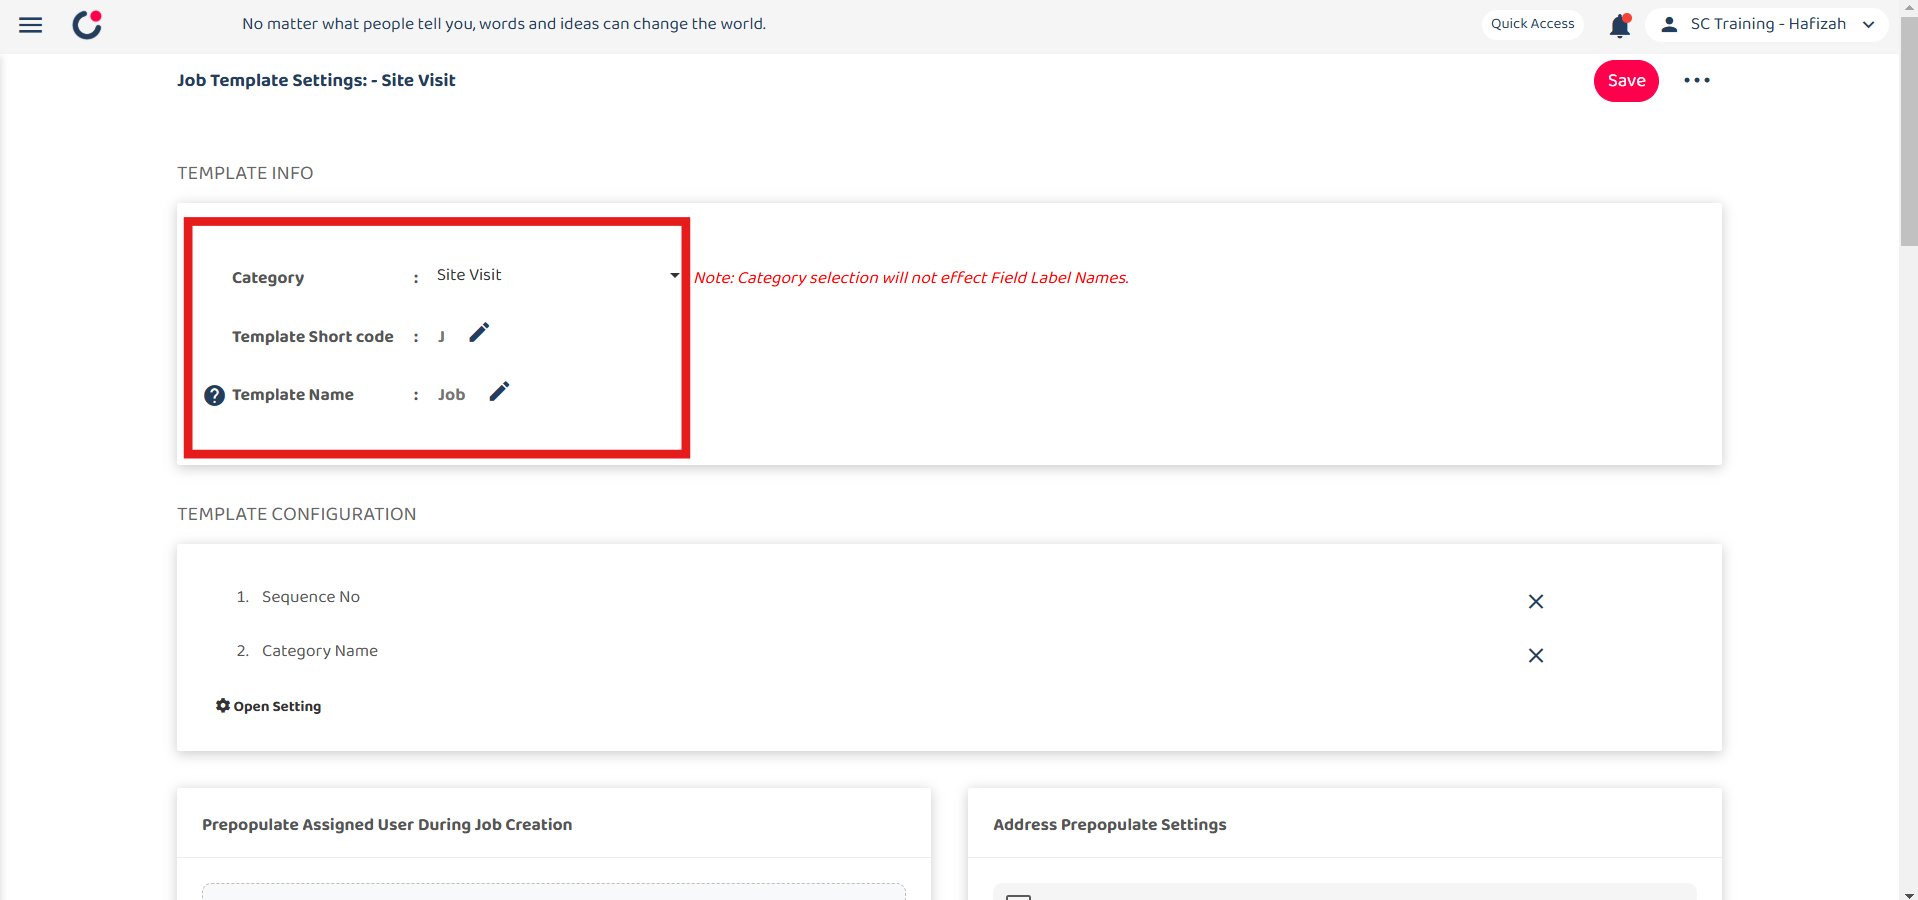 No matter what people tell you, words and ideas can change the world.
Quick Access
SC Training - Hafizah
Job Template Settings: - Site Visit
Save
TEMPLATE INFO
Category : Site Visit
Note: Category selection will not effect Field Label Names.
Template Short code : J
Template Name : Job
TEMPLATE CONFIGURATION
1. Sequence No
2. Category Name
Open Setting
Prepopulate Assigned User During Job Creation
Address Prepopulate Settings